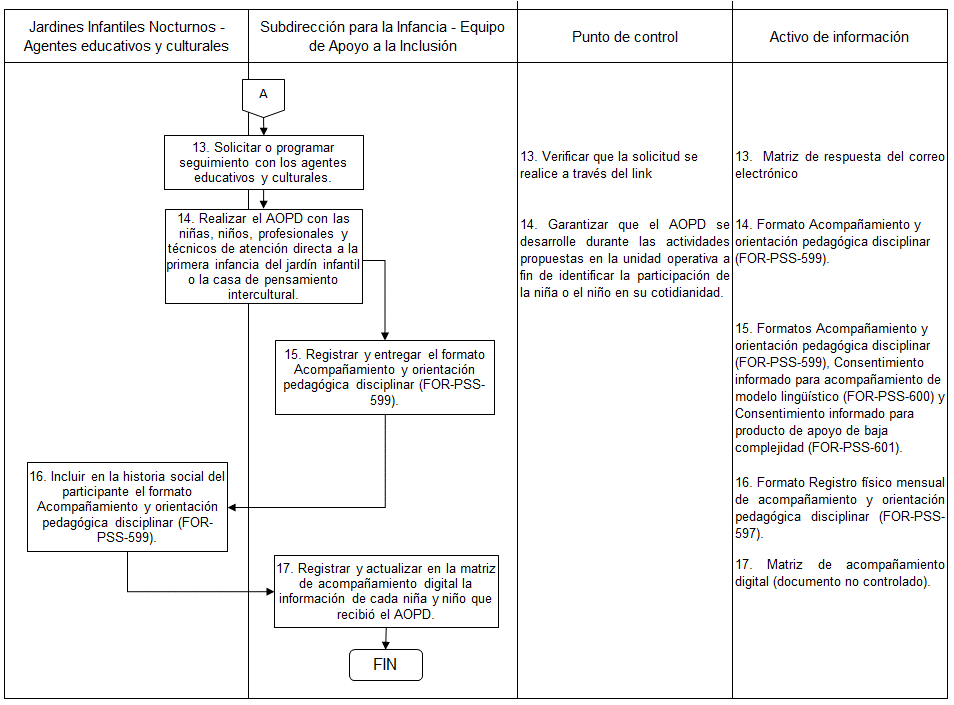 Jardines Infantiles Nocturnos -
Agentes educativos y culturales
Subdirección para la Infancia - Equipo
de Apoyo a la Inclusión
Punto de control
Activo de información
A
13. Solicitar o programar
seguimiento con los agentes
educativos y culturales.
13. Verificar que la solicitud se
realice a través del link
13. Matriz de respuesta del correo
electrónico
14. Realizar el AOPD con las
niñas, niños, profesionales y
técnicos de atención directa a la
primera infancia del jardín infantil
o la casa de pensamiento
intercultural.
14. Garantizar que el AOPD se
desarrolle durante las actividades
propuestas en la unidad operativa a
fin de identificar la participación de
la niña o el niño en su cotidianidad.
14. Formato Acompañamiento y
orientación pedagógica disciplinar
(FOR-PSS-599).
15. Registrar y entregar el formato
Acompañamiento y orientación
pedagógica disciplinar (FOR-PSS-
599).
15. Formatos Acompañamiento y
orientación pedagógica disciplinar
(FOR-PSS-599), Consentimiento
informado para acompañamiento de
modelo lingüístico (FOR-PSS-600) y
Consentimiento informado para
producto de apoyo de baja
complejidad (FOR-PSS-601).
16. Incluir en la historia social del
participante el formato
Acompañamiento y orientación
pedagógica disciplinar (FOR-
PSS-599).
16. Formato Registro físico mensual
de acompañamiento y orientación
pedagógica disciplinar (FOR-PSS-
597).
17. Registrar y actualizar en la matriz
de acompañamiento digital la
información de cada niña y niño que
recibió el AOPD.
17. Matriz de acompañamiento
digital (documento no controlado).
FIN